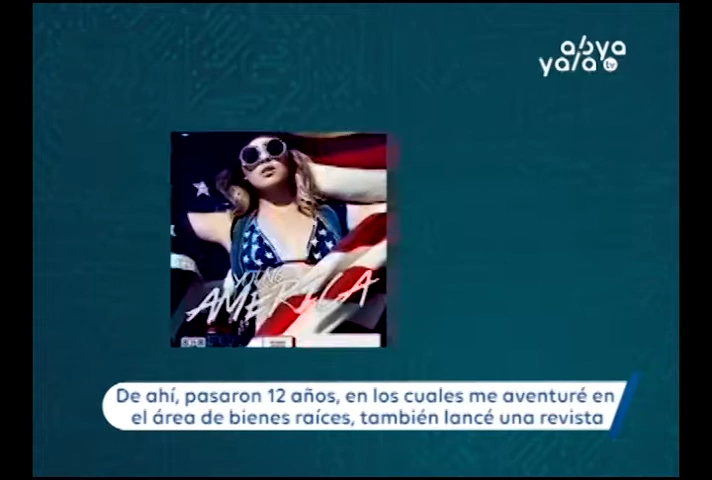 abya
yala tv
YOUNG
AMERICA
De ahí, pasaron 12 años, en los cuales me aventuré en
el área de bienes raíces, también lancé una revista